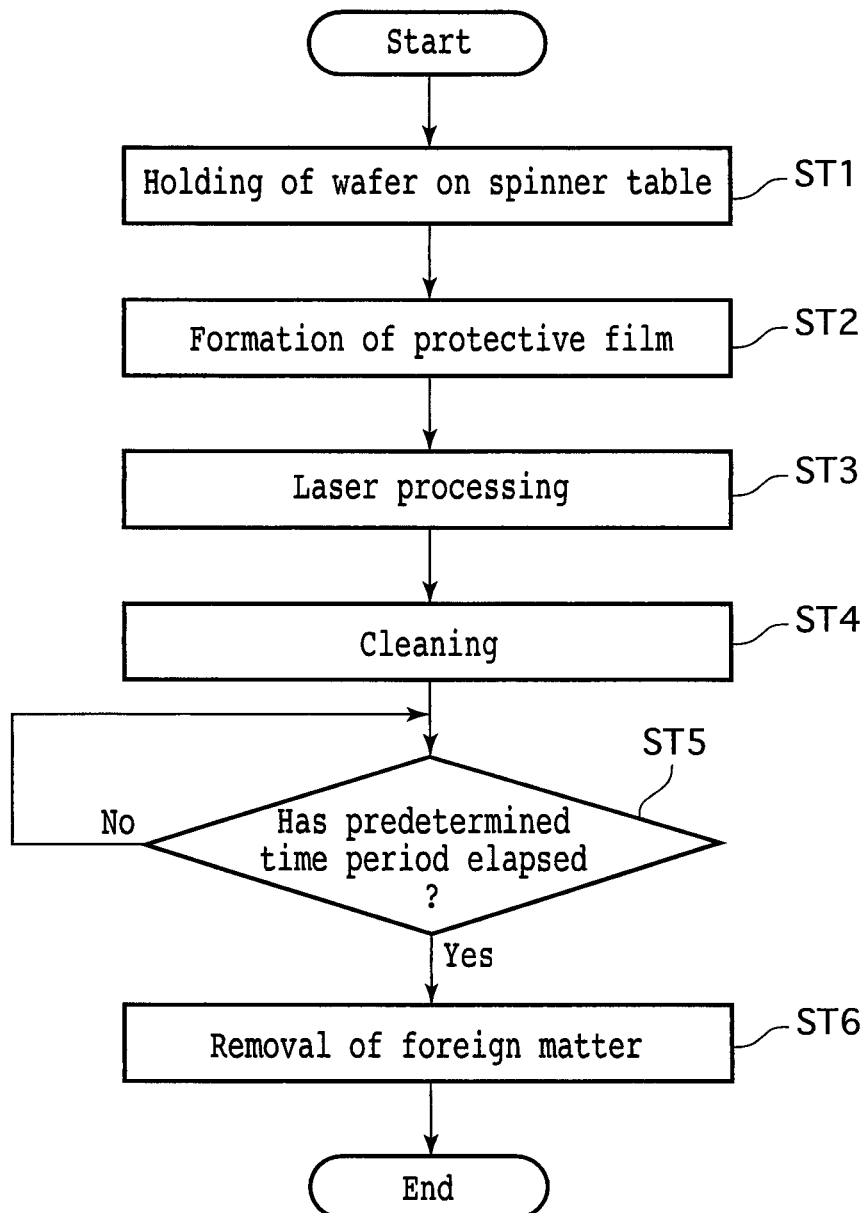 Start
Holding of wafer on spinner table
ST1
Formation of protective film
ST2
Laser processing
ST3
Cleaning
ST4
ST5
Has predetermined
time period elapsed
?
No
Yes
Removal of foreign matter
ST6
End